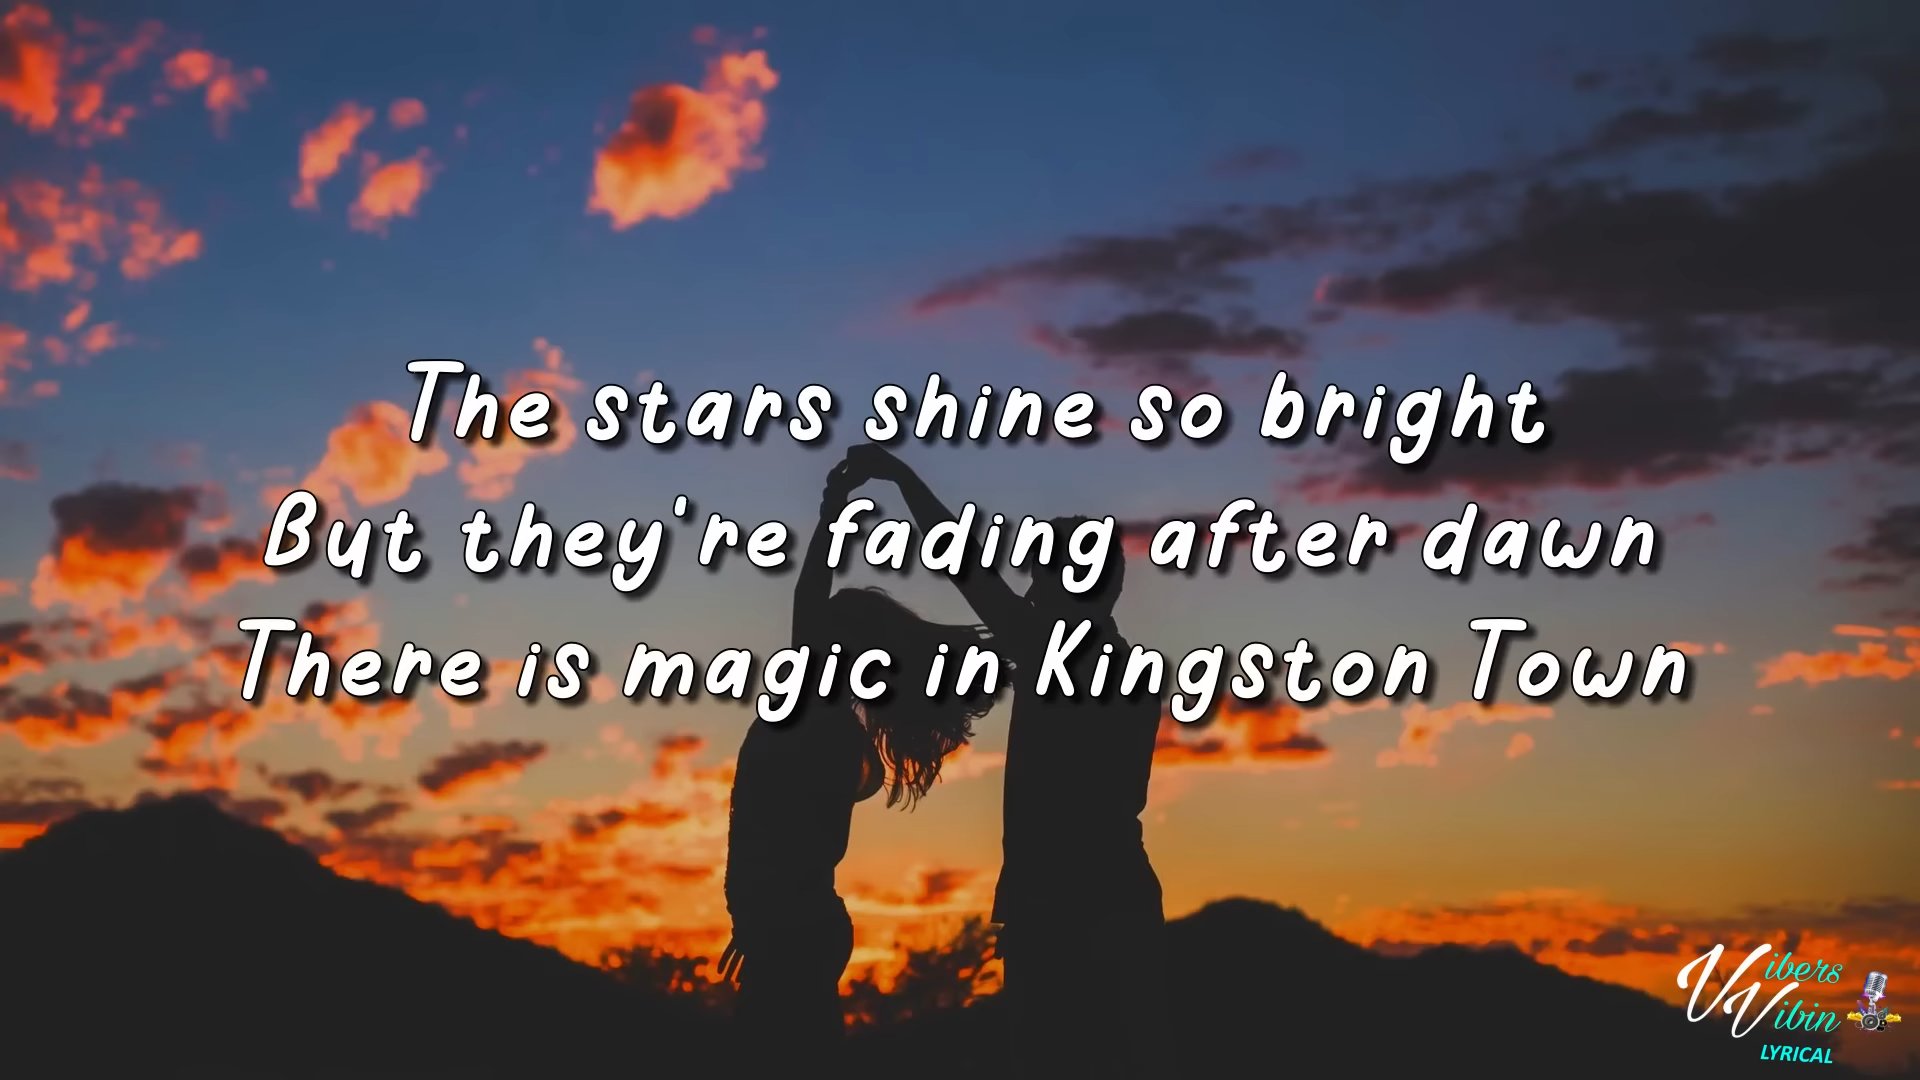 The stars shine so bright
But they're fading after dawn
There is magic in Kingston Town
Vibers
Vibin
LYRICAL